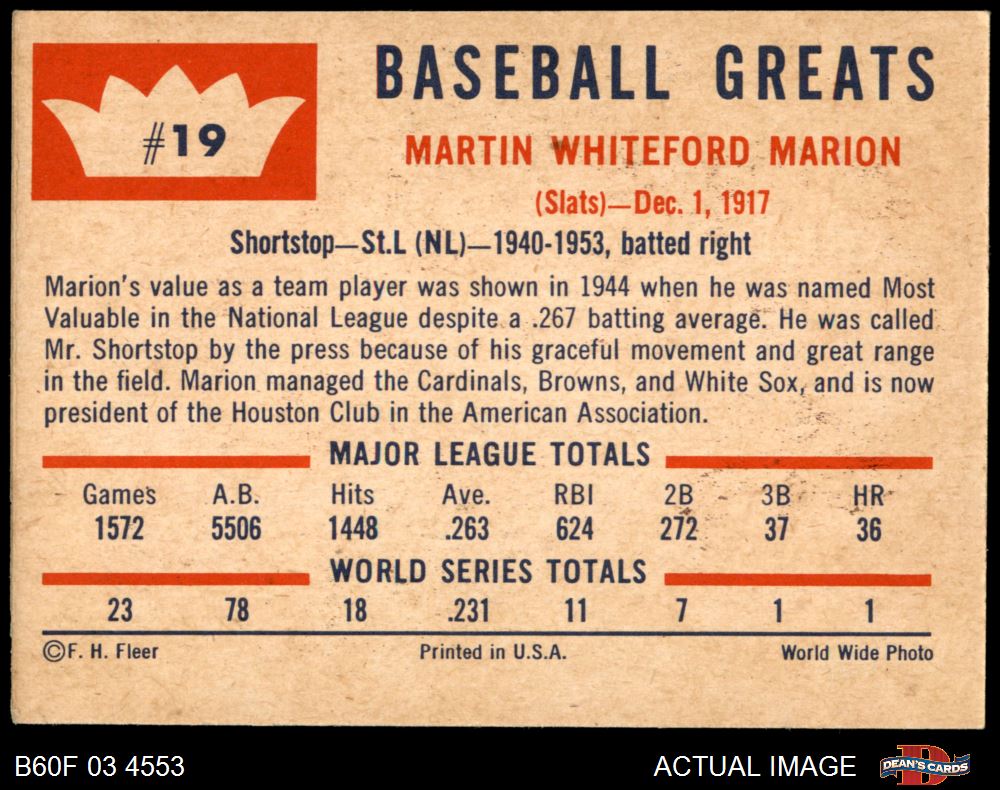 #19
BASEBALL GREATS
MARTIN WHITEFORD MARION
(Slats)—Dec. 1, 1917
Shortstop—St.L (NL)—1940-1953, batted right
Marion's value as a team player was shown in 1944 when he was named Most
Valuable in the National League despite a .267 batting average. He was called
Mr. Shortstop by the press because of his graceful movement and great range
in the field. Marion managed the Cardinals, Browns, and White Sox, and is now
president of the Houston Club in the American Association.
MAJOR LEAGUE TOTALS
Games A.B. Hits Ave. RBI 2B 3B HR
1572 5506 1448 .263 624 272 37 36
WORLD SERIES TOTALS
23 78 18 .231 11 7 1 1
©F. H. Fleer Printed in U.S.A. World Wide Photo
B60F 03 4553 ACTUAL IMAGE DEAN'S CARDS